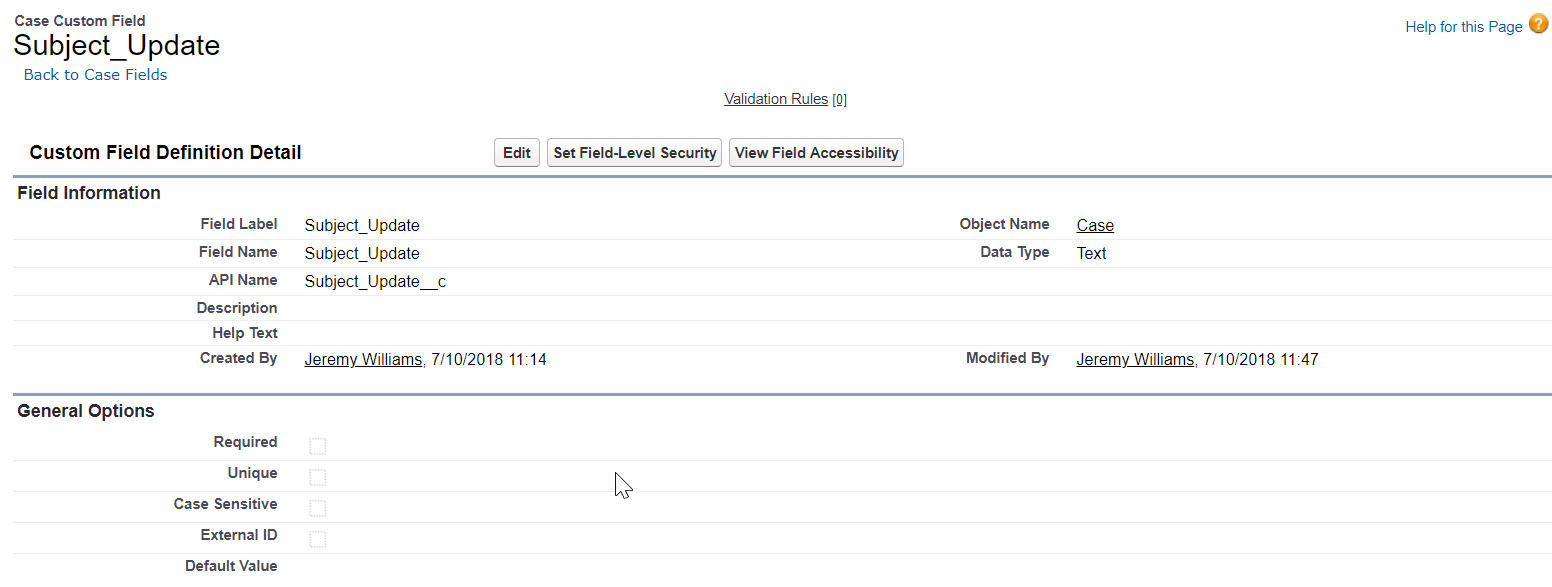 Case Custom Field
Subject_Update
Help for this Page ?
Back to Case Fields
Validation Rules [0]
Custom Field Definition Detail Edit Set Field-Level Security View Field Accessibility
Field Information
Field Label Subject_Update Object Name Case
Field Name Subject_Update Data Type Text
API Name Subject_Update__c
Description
Help Text
Created By Jeremy Williams, 7/10/2018 11:14 Modified By Jeremy Williams, 7/10/2018 11:47
General Options
Required
Unique
Case Sensitive
External ID
Default Value